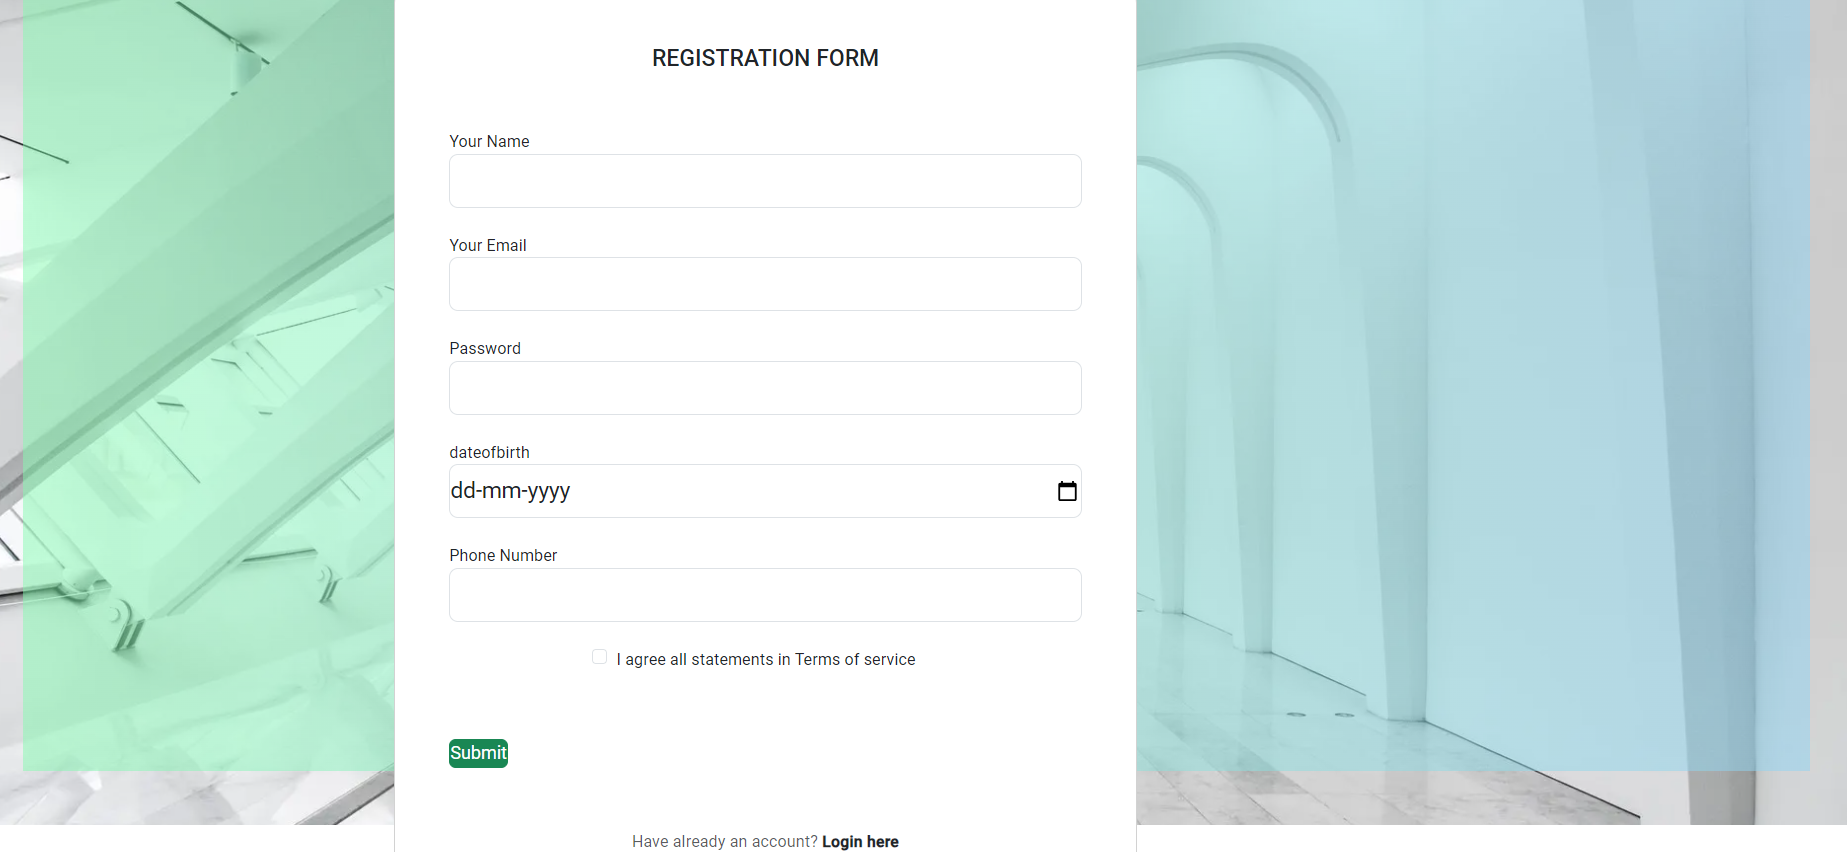 REGISTRATION FORM
Your Name
Your Email
Password
dateofbirth
dd-mm-yyyy
Phone Number
I agree all statements in Terms of service
Submit
Have already an account? Login here